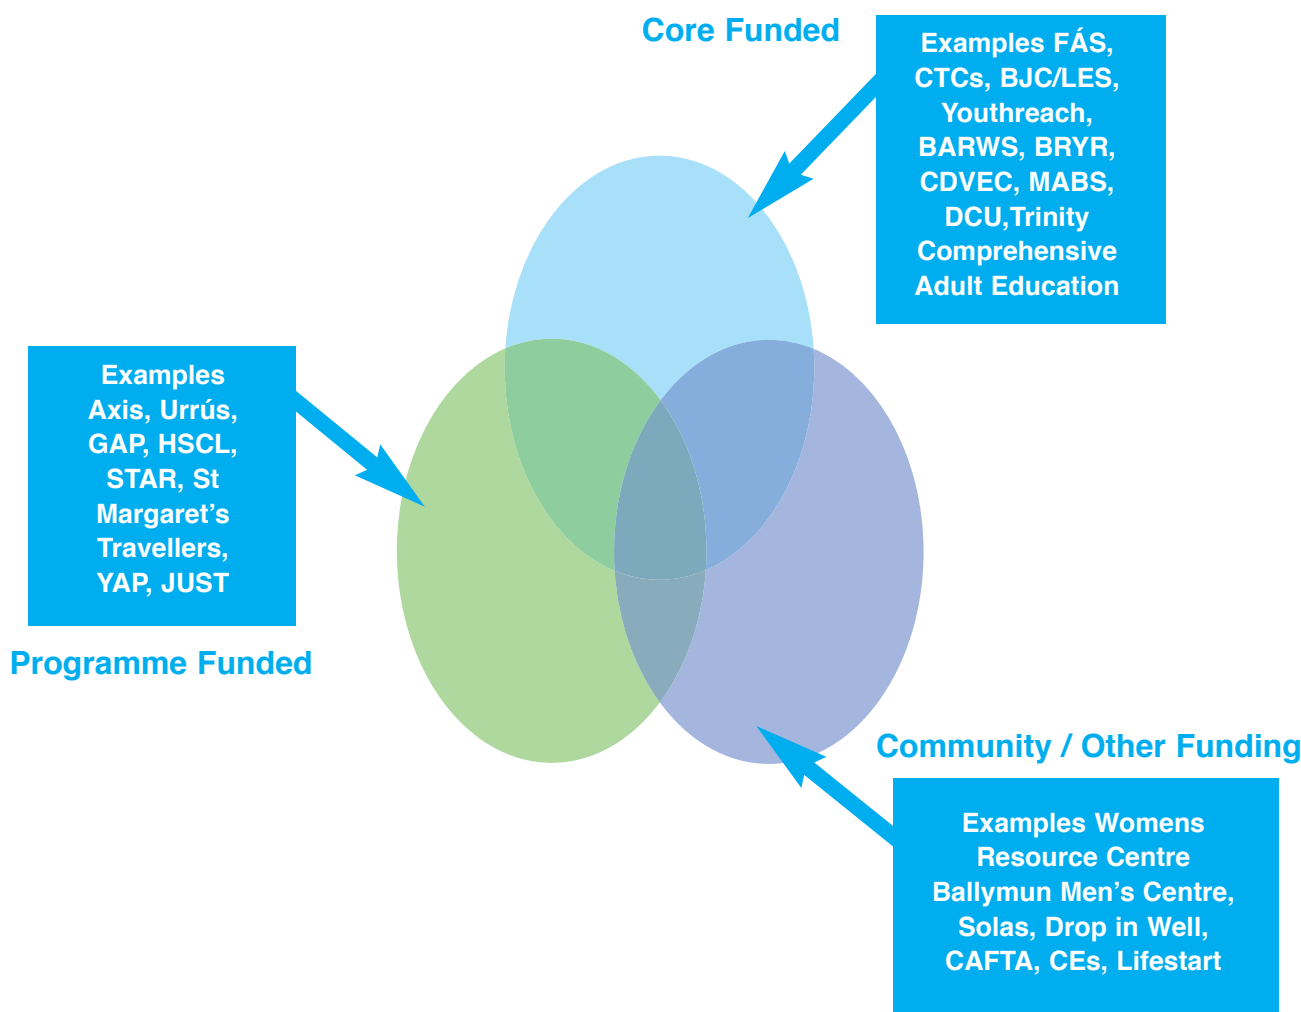 Core Funded
Examples FÁS,
CTCs, BJC/LES,
Youthreach,
BARWS, BRYR,
CDVEC, MABS,
DCU,Trinity
Comprehensive
Adult Education
Examples
Axis, Urrús,
GAP, HSCL,
STAR, St
Margaret’s
Travellers,
YAP, JUST
Programme Funded
Community / Other Funding
Examples Womens
Resource Centre
Ballymun Men’s Centre,
Solas, Drop in Well,
CAFTA, CEs, Lifestart